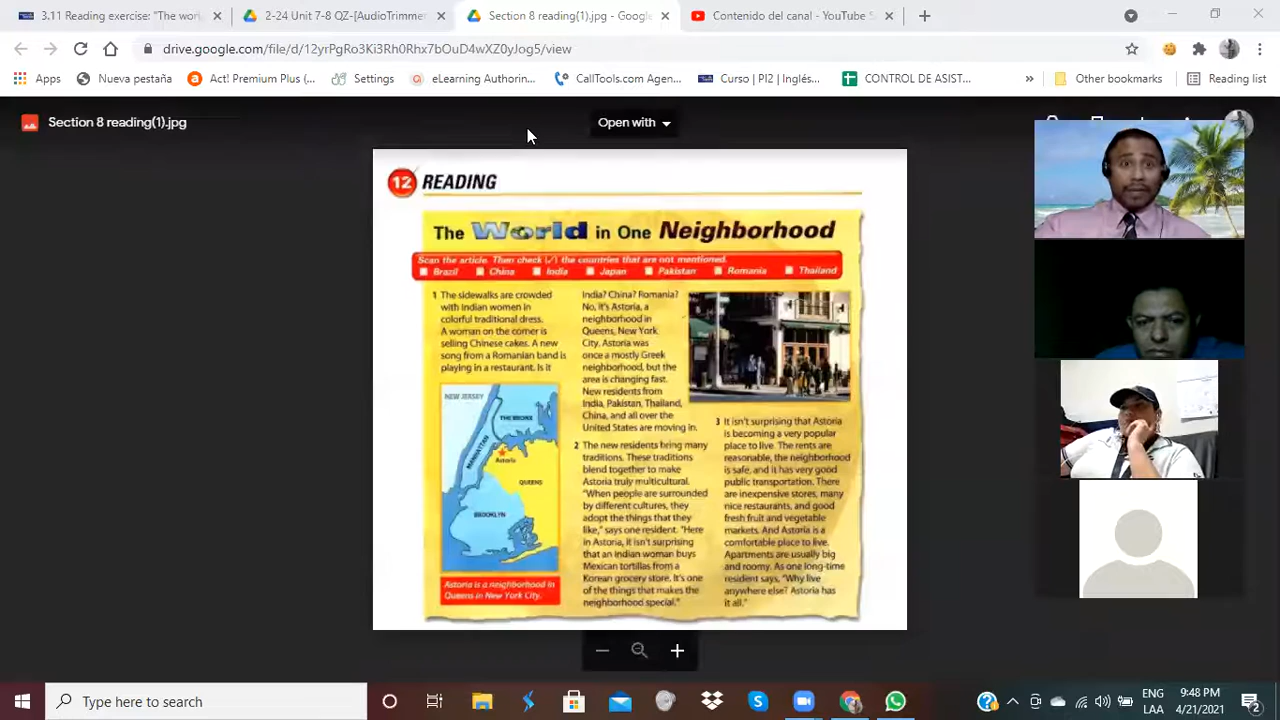 3.11 Reading exercise: "The wor
2-24 Unit 7-8 QZ-[AudioTrimme
Section 8 reading(1).jpg - Google
Contenido del canal - YouTube S
drive.google.com/file/d/12yrPgRo3Ki3Rh0Rhx7bOuD4wXZ0yJog5/view
Apps
Nueva pestaña
Act! Premium Plus (...
Settings
eLearning Authorin...
CallTools.com Agen...
Curso | PI2 | Inglés...
CONTROL DE ASIST...
»
Other bookmarks
Reading list
Section 8 reading(1).jpg
Open with
12 READING
The World in One Neighborhood
Scan the article. Then check (✓) the countries that are not mentioned.
Brazil China India Japan Pakistan Romania Thailand
1 The sidewalks are crowded
with Indian women in
colorful traditional dress.
A woman on the corner is
selling Chinese cakes. A new
song from a Romanian band is
playing in a restaurant. Is it
India? China? Romania?
No, it's Astoria, a
neighborhood in
Queens, New York
City. Astoria was
once a mostly Greek
neighborhood, but the
area is changing fast.
New residents from
India, Pakistan, Thailand,
China, and all over the
United States are moving in.
NEW JERSEY
THE BRONX
MANHATTAN
Astoria
QUEENS
BROOKLYN
Astoria is a neighborhood in
Queens in New York City.
2 The new residents bring many
traditions. These traditions
blend together to make
Astoria truly multicultural.
"When people are surrounded
by different cultures, they
adopt the things that they
like," says one resident. "Here
in Astoria, it isn't surprising
that an Indian woman buys
Mexican tortillas from a
Korean grocery store. It's one
of the things that makes the
neighborhood special."
3 It isn't surprising that Astoria
is becoming a very popular
place to live. The rents are
reasonable, the neighborhood
is safe, and it has very good
public transportation. There
are inexpensive stores, many
nice restaurants, and good
fresh fruit and vegetable
markets. And Astoria is a
comfortable place to live.
Apartments are usually big
and roomy. As one long-time
resident says, "Why live
anywhere else? Astoria has
it all."
Type here to search
ENG
LAA
9:48 PM
4/21/2021
2